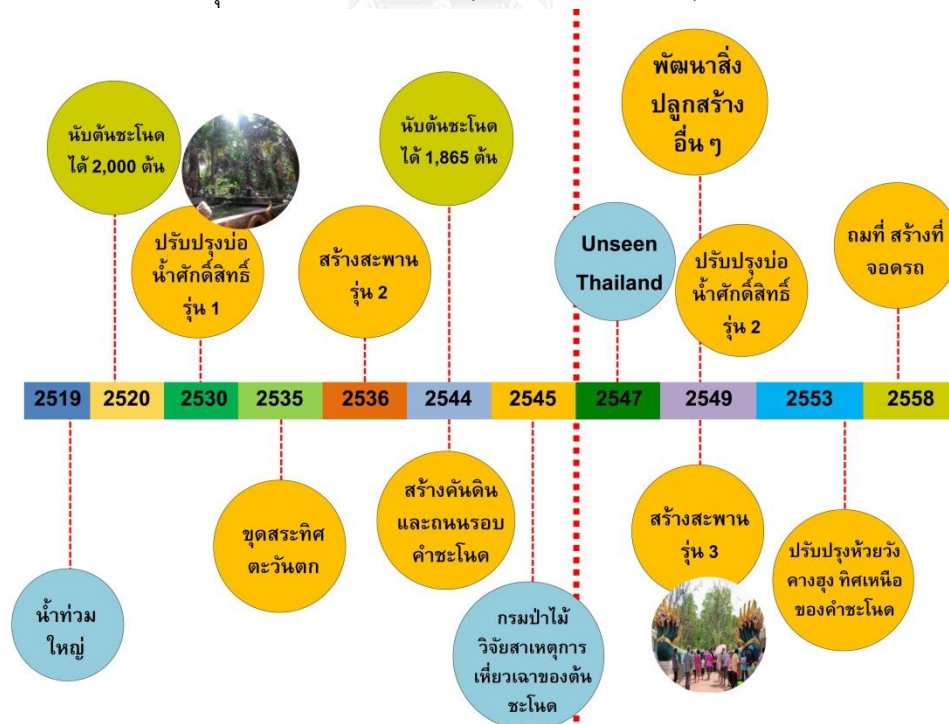 นับต้นชะโนด
ได้ 2,000 ต้น
ปรับปรุงบ่อ
น้ำศักดิ์สิทธิ์
รุ่น 1
สร้างสะพาน
รุ่น 2
นับต้นชะโนด
ได้ 1,865 ต้น
Unseen
Thailand
พัฒนาสิ่ง
ปลูกสร้าง
อื่น ๆ
ปรับปรุงบ่อ
น้ำศักดิ์สิทธิ์
รุ่น 2
ถมที่ สร้างที่
จอดรถ
2519 2520 2530 2535 2536 2544 2545 2547 2549 2553 2558
น้ำท่วม
ใหญ่
ขุดสระทิศ
ตะวันตก
สร้างคันดิน
และถนนรอบ
คำชะโนด
กรมป่าไม้
วิจัยสาเหตุการ
เหี่ยวเฉาของต้น
ชะโนด
สร้างสะพาน
รุ่น 3
ปรับปรุงห้วยวัง
คางฮุง ทิศเหนือ
ของคำชะโนด